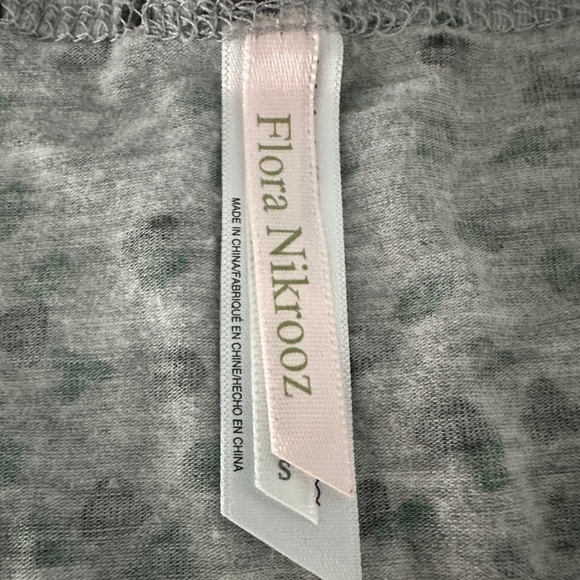 Flora Nikrooz
MADE IN CHINA/FABRIQUÉ EN CHINE/HECHO EN CHINA
S